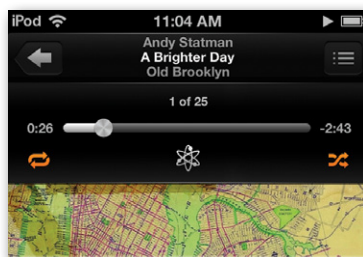 iPod 11:04 AM
Andy Statman
A Brighter Day
Old Brooklyn
1 of 25
0:26 -2:43